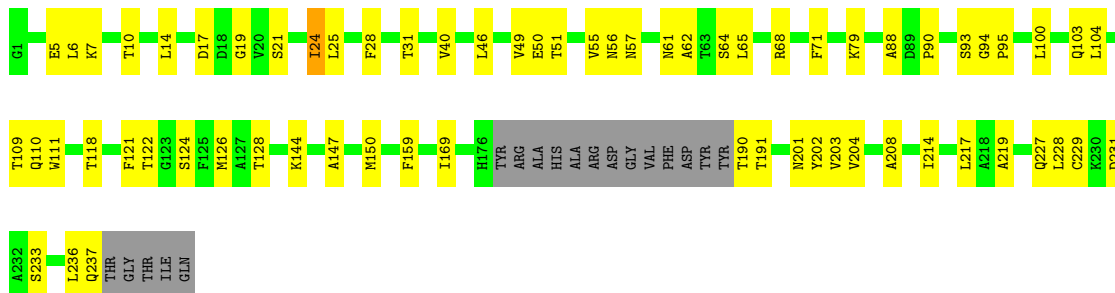 G1 E5 L6 K7 T10 L14 D17 D18 G19 V20 S21 I24 L25 F28 T31 V40 L46 V49 E50 T51 V55 N56 N57 N61 A62 T63 S64 L65 R68 F71 K79 A88 D89 P90 S93 G94 P95 L100 Q103 L104
T109 Q110 W111 T118 F121 T122 G123 S124 F125 M126 A127 T128 K144 A147 M150 F159 I169 H176 TYR ARG ALA HIS ALA ARG ASP GLY VAL PHE ASP TYR TYR T190 T191 N201 Y202 V203 V204 A208 I214 L217 A218 A219 Q227 L228 C229 K230
A232 S233 L236 Q237 THR GLY THR ILE GLN